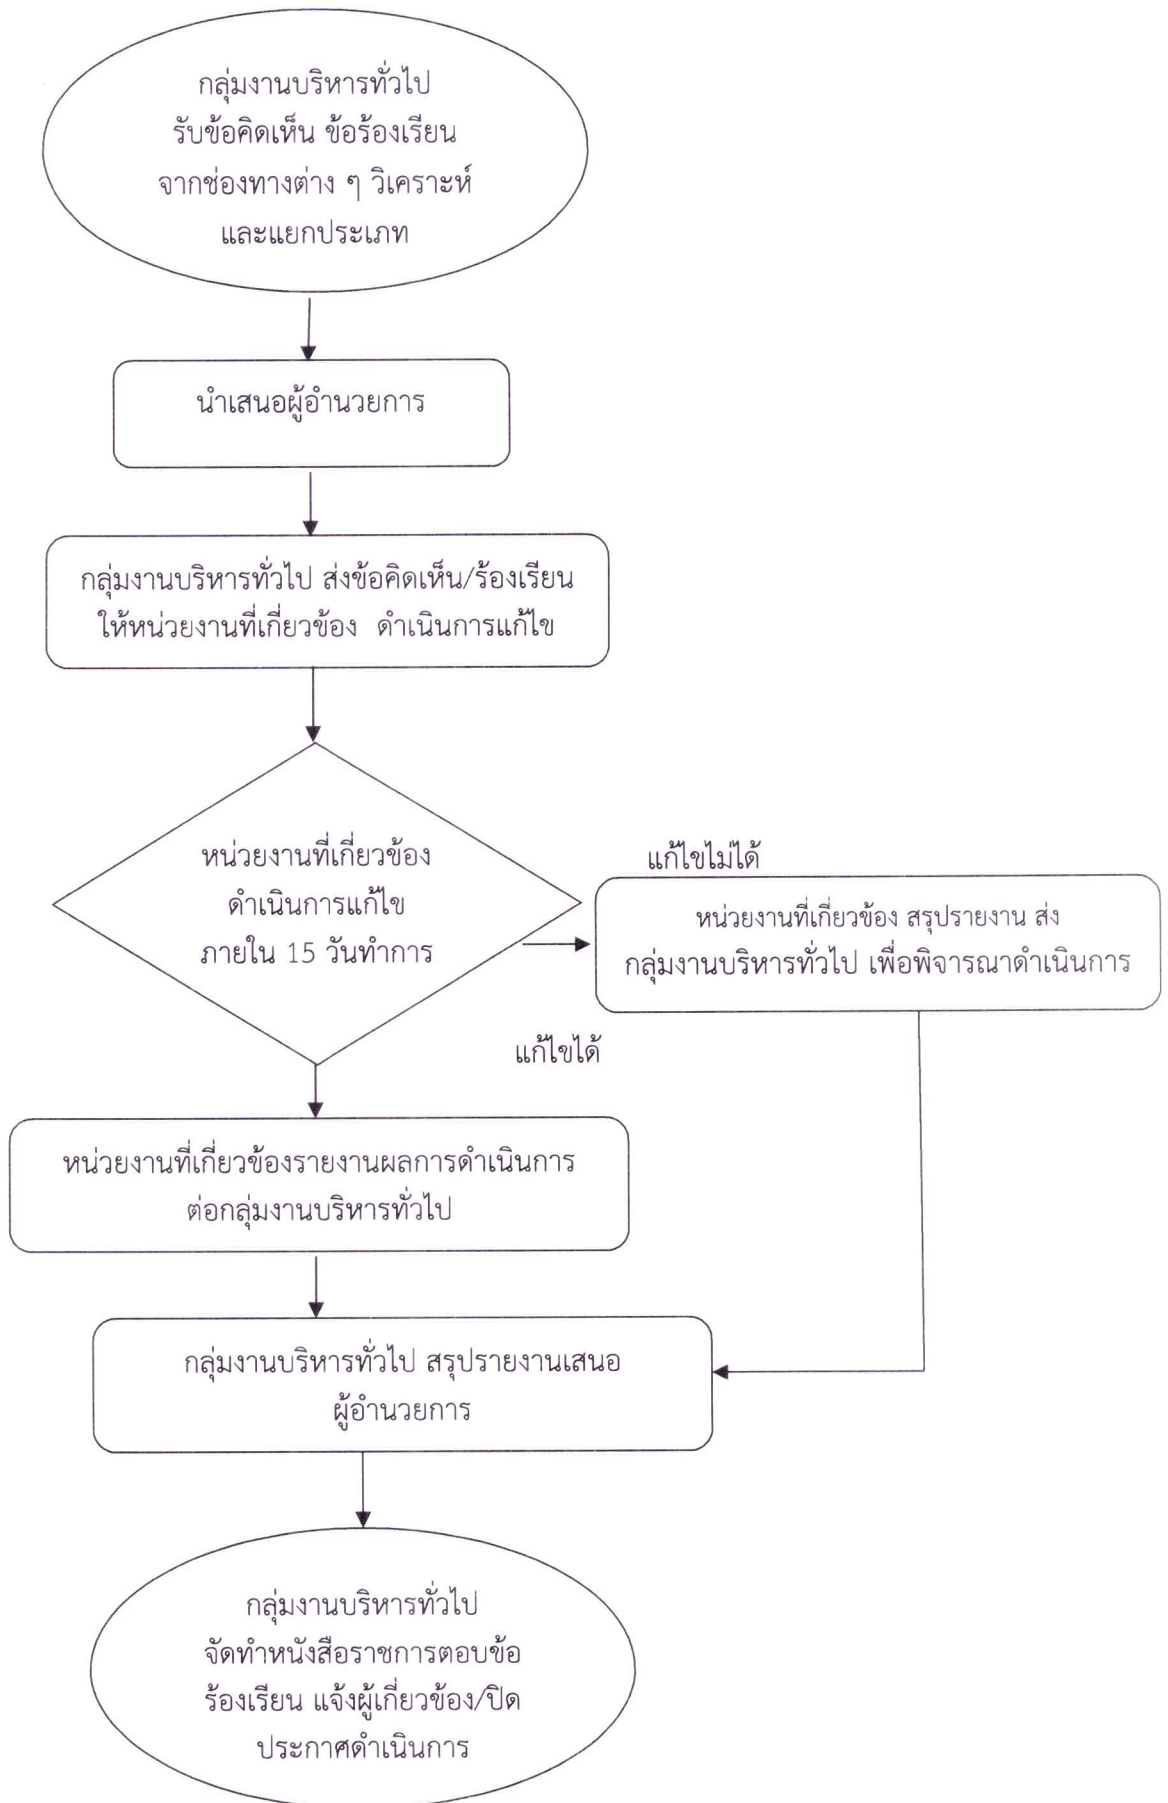 กลุ่มงานบริหารทั่วไป
รับข้อคิดเห็น ข้อร้องเรียน
จากช่องทางต่าง ๆ วิเคราะห์
และแยกประเภท
นำเสนอผู้อำนวยการ
กลุ่มงานบริหารทั่วไป ส่งข้อคิดเห็น/ร้องเรียน
ให้หน่วยงานที่เกี่ยวข้อง ดำเนินการแก้ไข
หน่วยงานที่เกี่ยวข้อง
ดำเนินการแก้ไข
ภายใน 15 วันทำการ
แก้ไขไม่ได้
หน่วยงานที่เกี่ยวข้อง สรุปรายงาน ส่ง
กลุ่มงานบริหารทั่วไป เพื่อพิจารณาดำเนินการ
แก้ไขได้
หน่วยงานที่เกี่ยวข้องรายงานผลการดำเนินการ
ต่อกลุ่มงานบริหารทั่วไป
กลุ่มงานบริหารทั่วไป สรุปรายงานเสนอ
ผู้อำนวยการ
กลุ่มงานบริหารทั่วไป
จัดทำหนังสือราชการตอบข้อ
ร้องเรียน แจ้งผู้เกี่ยวข้อง/ปิด
ประกาศดำเนินการ